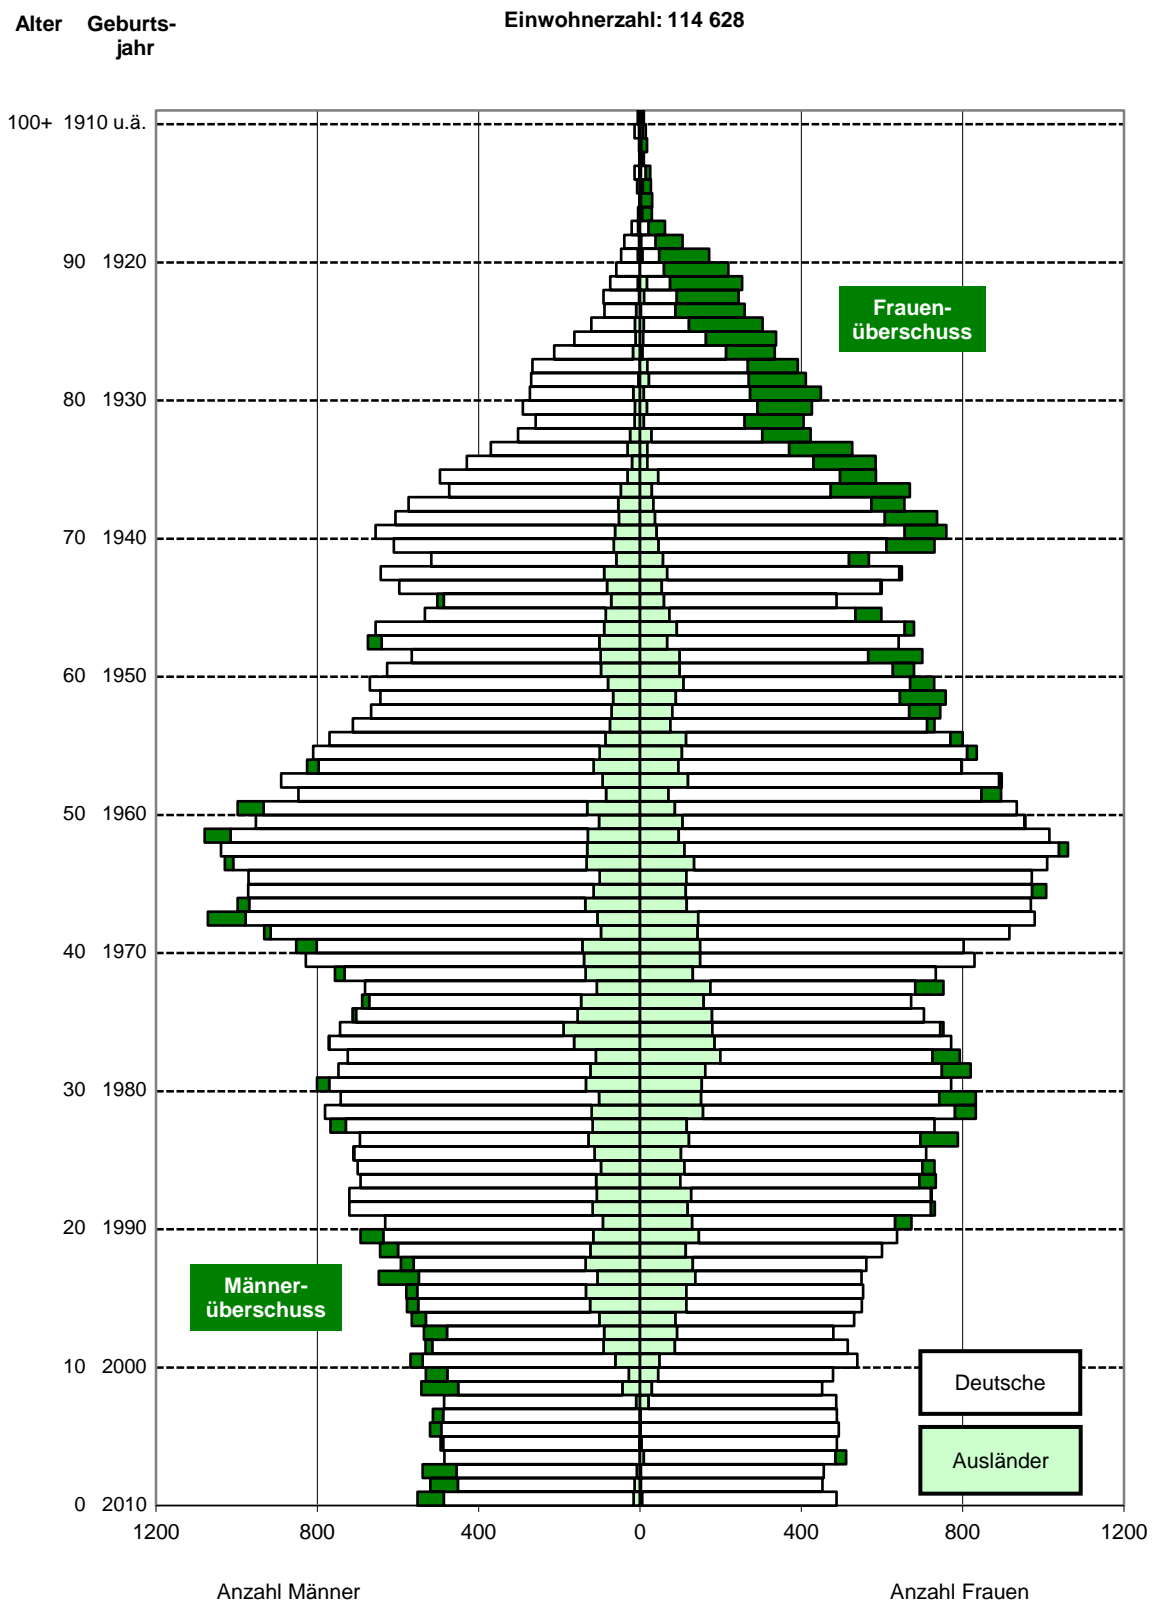 Einwohnerzahl: 114 628
Alter Geburts-
jahr
100+ 1910 u.ä.
90 1920
Frauen-
überschuss
80 1930
70 1940
60 1950
50 1960
40 1970
30 1980
20 1990
Männer-
überschuss
10 2000
Deutsche
Ausländer
0 2010
1200 800 400 0 400 800 1200
Anzahl Männer Anzahl Frauen